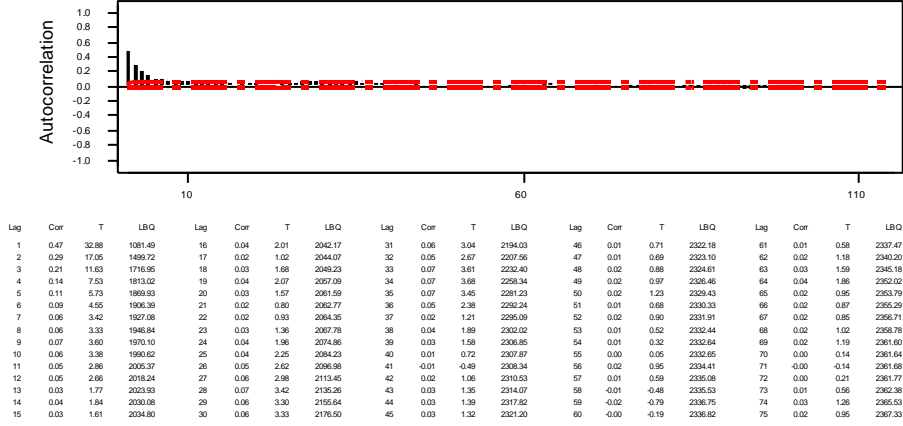 1.0
0.8
0.6
0.4
0.2
0.0
-0.2
-0.4
-0.6
-0.8
-1.0
Autocorrelation
10 60 110
Lag Corr T LBQ Lag Corr T LBQ Lag Corr T LBQ Lag Corr T LBQ Lag Corr T LBQ
1 0.47 32.88 1081.49 16 0.04 2.01 2042.17 31 0.06 3.04 2194.03 46 0.01 0.71 2322.18 61 0.01 0.58 2337.47
2 0.29 17.05 1499.72 17 0.02 1.02 2044.07 32 0.05 2.67 2207.56 47 0.01 0.69 2323.10 62 0.02 1.18 2340.20
3 0.21 11.63 1716.95 18 0.03 1.68 2049.23 33 0.07 3.61 2232.40 48 0.02 0.88 2324.61 63 0.03 1.59 2345.18
4 0.14 7.53 1813.02 19 0.04 2.07 2057.09 34 0.07 3.68 2258.34 49 0.02 0.97 2326.46 64 0.04 1.86 2352.02
5 0.11 5.73 1869.93 20 0.03 1.57 2061.59 35 0.07 3.45 2281.23 50 0.02 1.23 2329.43 65 0.02 0.95 2353.79
6 0.09 4.55 1906.39 21 0.02 0.80 2062.77 36 0.05 2.38 2292.24 51 0.01 0.68 2330.33 66 0.02 0.87 2355.29
7 0.06 3.42 1927.08 22 0.02 0.93 2064.35 37 0.02 1.21 2295.09 52 0.02 0.90 2331.91 67 0.02 0.85 2356.71
8 0.06 3.33 1946.84 23 0.03 1.36 2067.78 38 0.04 1.89 2302.02 53 0.01 0.52 2332.44 68 0.02 1.02 2358.78
9 0.07 3.60 1970.10 24 0.04 1.96 2074.86 39 0.03 1.58 2306.85 54 0.01 0.32 2332.64 69 0.02 1.19 2361.60
10 0.06 3.38 1990.62 25 0.04 2.25 2084.23 40 0.01 0.72 2307.87 55 0.00 0.05 2332.65 70 0.00 0.14 2361.64
11 0.05 2.86 2005.37 26 0.05 2.62 2096.98 41 -0.01 -0.49 2308.34 56 0.02 0.95 2334.41 71 -0.00 -0.14 2361.68
12 0.05 2.66 2018.24 27 0.06 2.98 2113.45 42 0.02 1.06 2310.53 57 0.01 0.59 2335.08 72 0.00 0.21 2361.77
13 0.03 1.77 2023.93 28 0.07 3.42 2135.26 43 0.03 1.35 2314.07 58 -0.01 -0.48 2335.53 73 0.01 0.56 2362.38
14 0.04 1.84 2030.08 29 0.06 3.30 2155.64 44 0.03 1.39 2317.82 59 -0.02 -0.79 2336.75 74 0.03 1.26 2365.53
15 0.03 1.61 2034.80 30 0.06 3.33 2176.50 45 0.03 1.32 2321.20 60 -0.00 -0.19 2336.82 75 0.02 0.95 2367.33